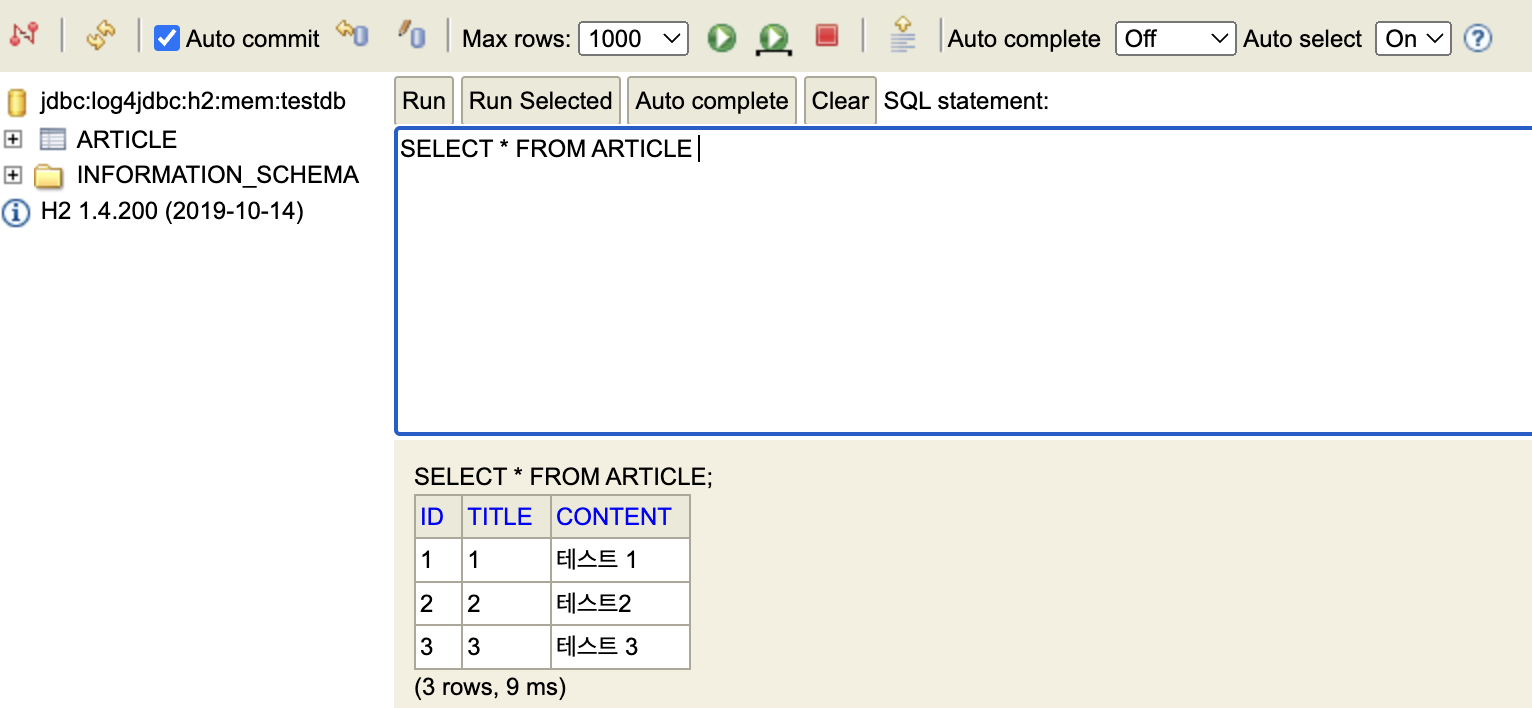 Auto commit Max rows: 1000 Auto complete Off Auto select On
jdbc:log4jdbc:h2:mem:testdb
ARTICLE
INFORMATION_SCHEMA
H2 1.4.200 (2019-10-14)
Run Run Selected Auto complete Clear SQL statement:
SELECT * FROM ARTICLE
SELECT * FROM ARTICLE;
ID TITLE CONTENT
1 1 테스트 1
2 2 테스트2
3 3 테스트 3
(3 rows, 9 ms)